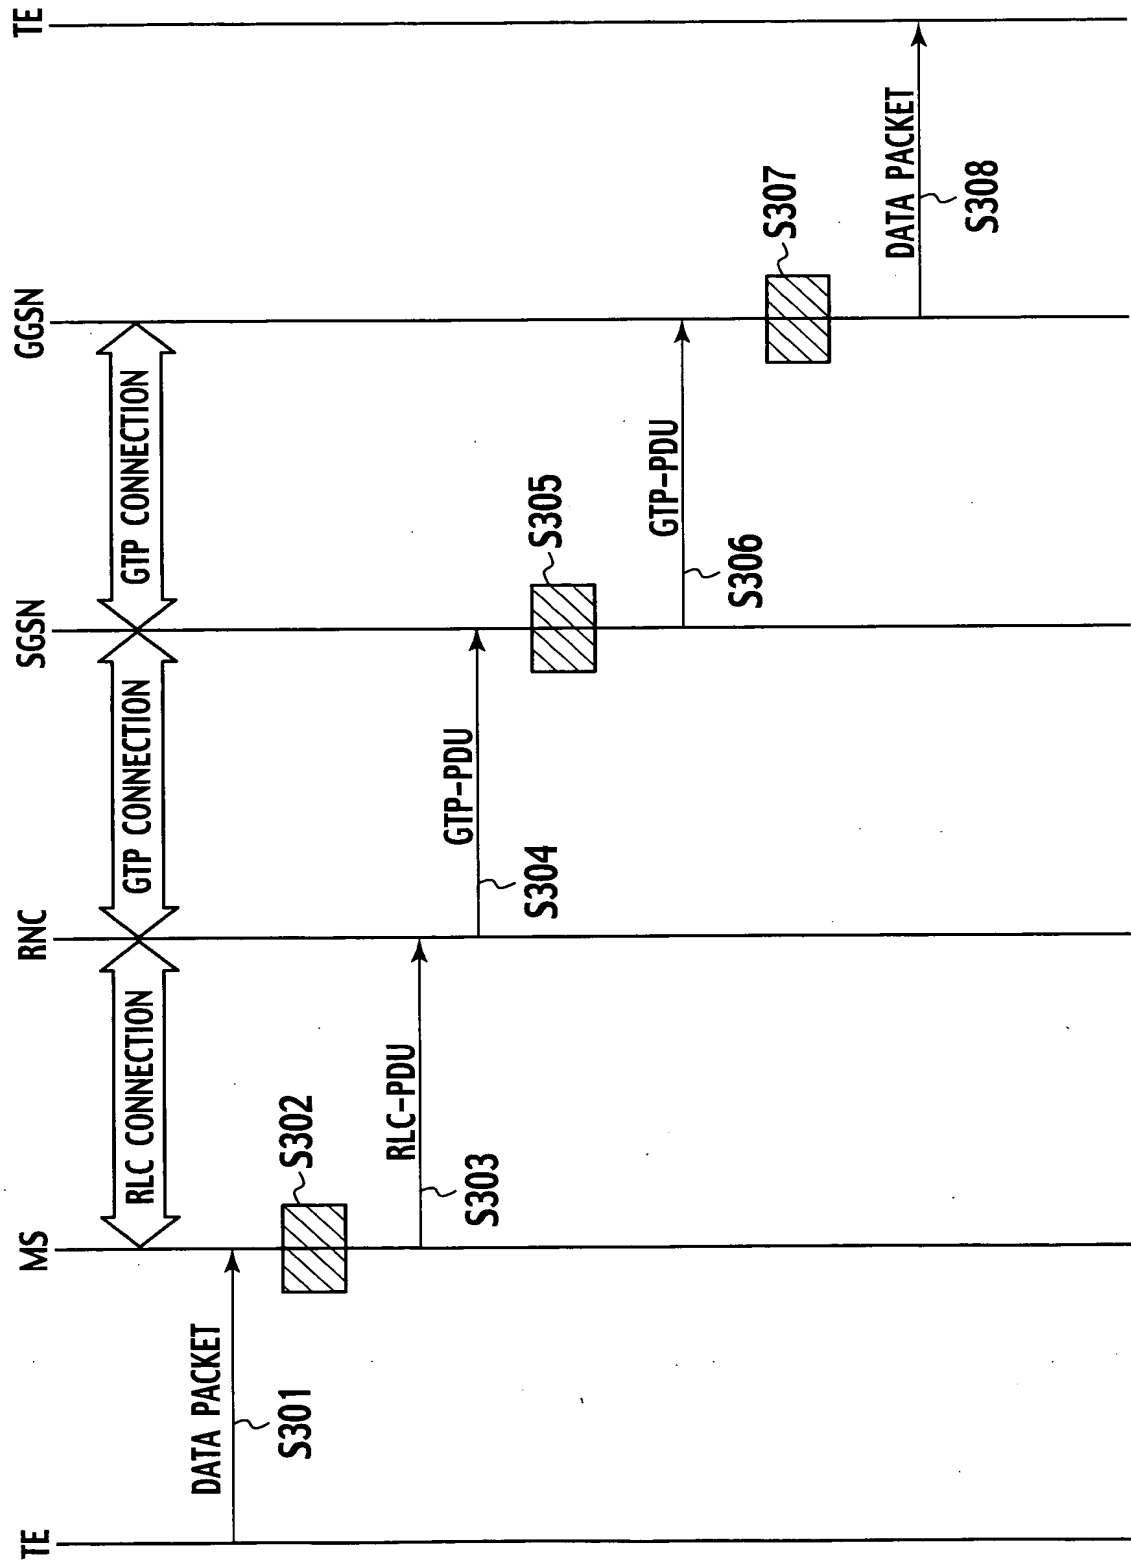 TE
MS
RNC
SGSN
GGSN
TE
RLC CONNECTION
GTP CONNECTION
GTP CONNECTION
DATA PACKET
S301
S302
RLC-PDU
S303
GTP-PDU
S304
S305
GTP-PDU
S306
S307
DATA PACKET
S308